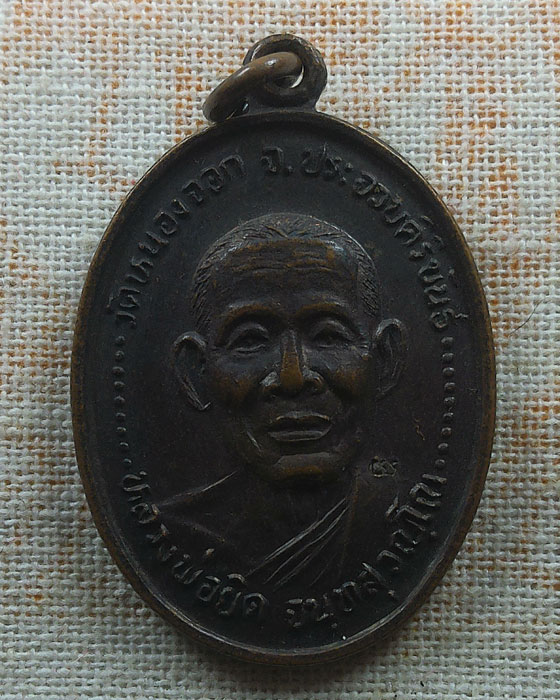 วัดหนองจอก จ.ประจวบคีรีขันธ์
หลวงพ่อยิด จนฺทสุวณฺโณ